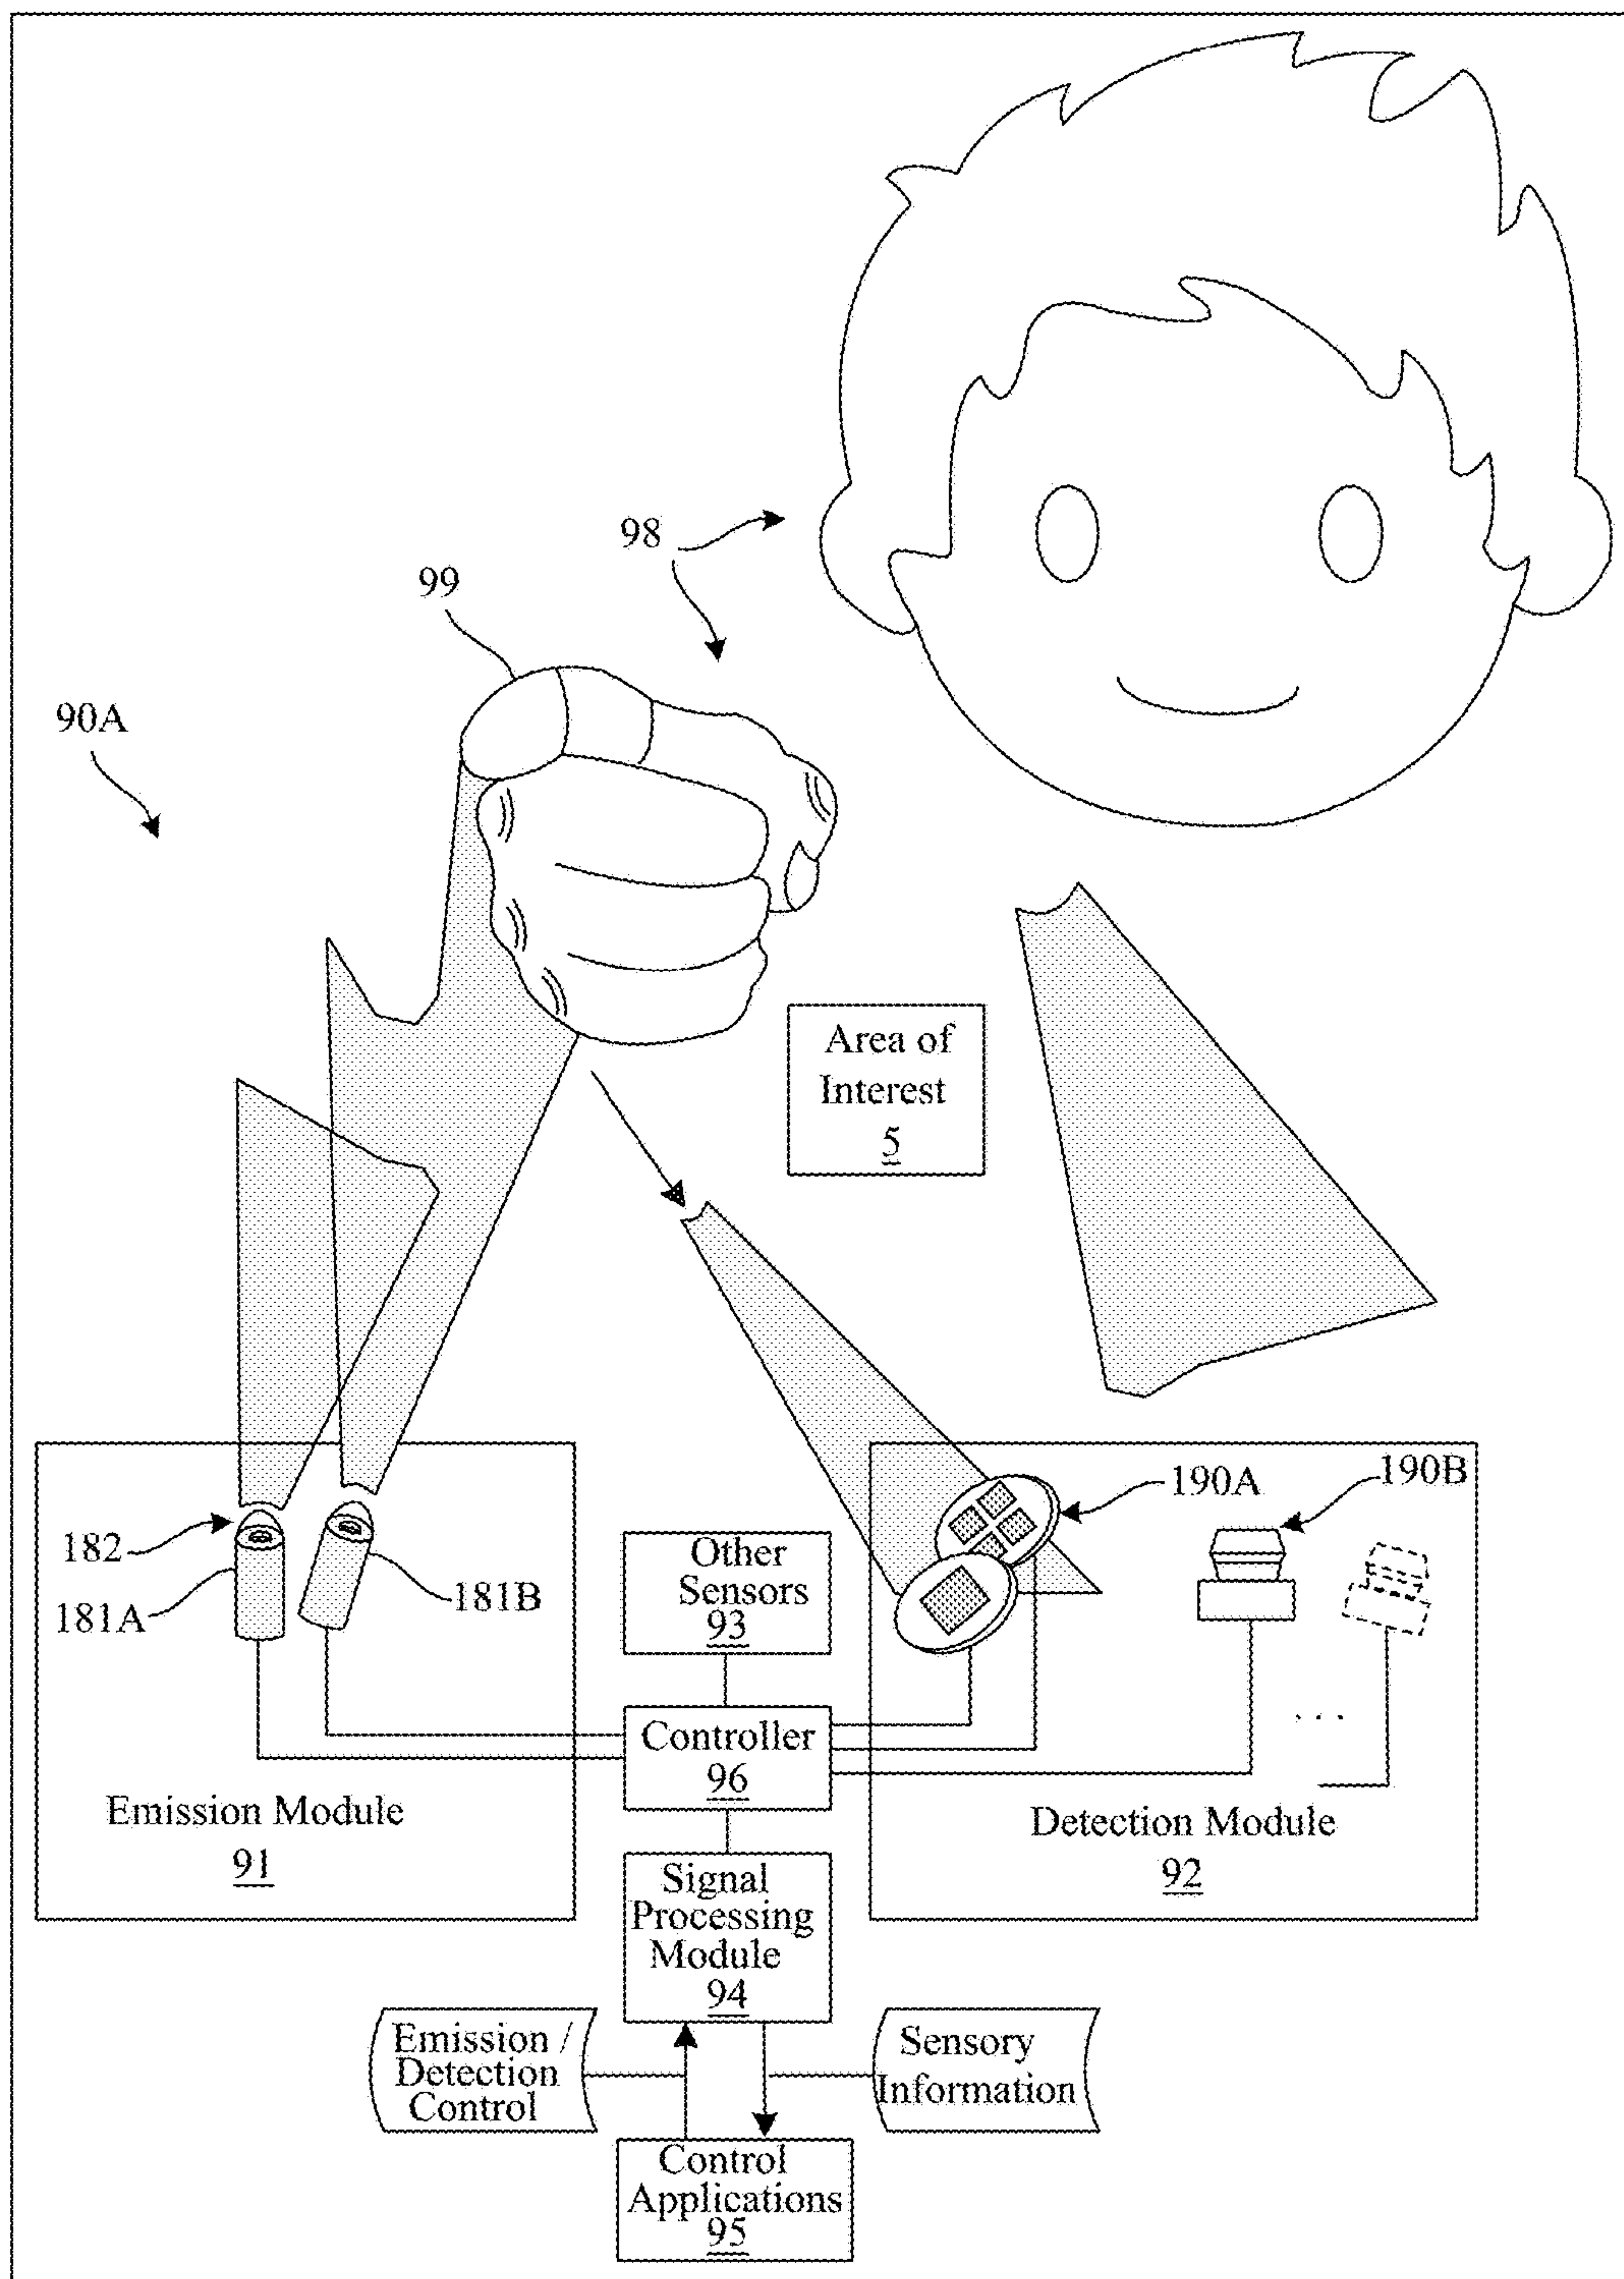 98
99
90A
Area of
Interest
5
190A
190B
182
181A
181B
Other
Sensors
93
Controller
96
Emission Module
91
Detection Module
92
. . .
Signal
Processing
Module
94
Emission /
Detection
Control
Sensory
Information
Control
Applications
95